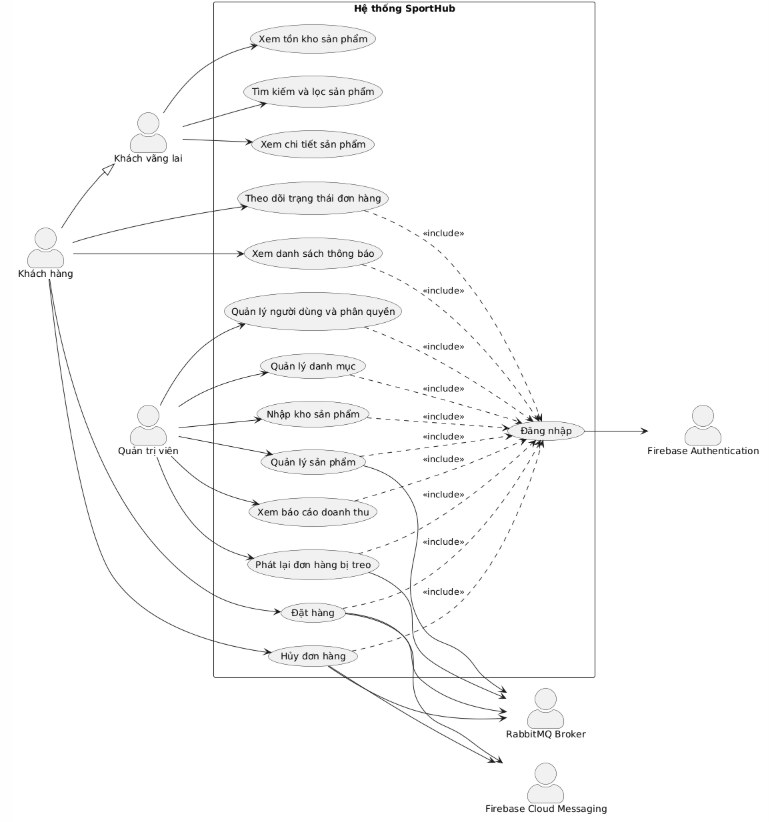 Hệ thống SportHub
Xem tồn kho sản phẩm
Tìm kiếm và lọc sản phẩm
Khách vãng lai
Xem chi tiết sản phẩm
Theo dõi trạng thái đơn hàng
«include»
Khách hàng
Xem danh sách thông báo
«include»
Quản lý người dùng và phân quyền
«include»
Quản lý danh mục
«include»
Nhập kho sản phẩm
«include»
Đăng nhập
Quản trị viên
Firebase Authentication
«include»
Quản lý sản phẩm
«include»
Xem báo cáo doanh thu
«include»
Phát lại đơn hàng bị treo
«include»
Đặt hàng
«include»
Hủy đơn hàng
RabbitMQ Broker
Firebase Cloud Messaging